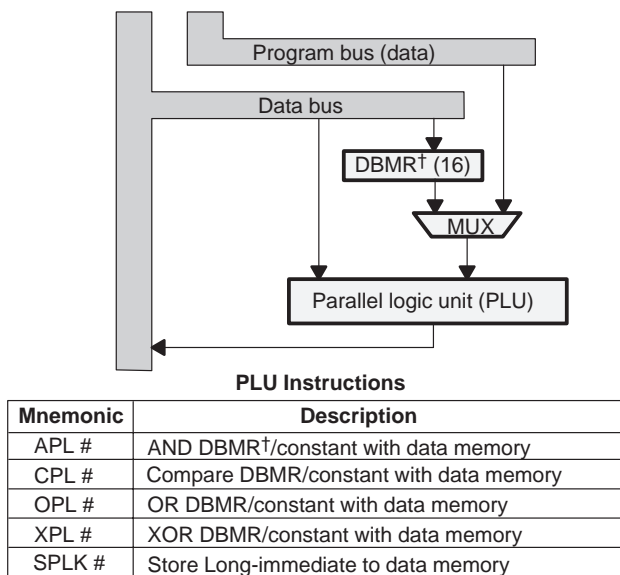 Program bus (data)
Data bus
DBMR† (16)
MUX
Parallel logic unit (PLU)
PLU Instructions
Mnemonic Description
APL # AND DBMR†/constant with data memory
CPL # Compare DBMR/constant with data memory
OPL # OR DBMR/constant with data memory
XPL # XOR DBMR/constant with data memory
SPLK # Store Long-immediate to data memory